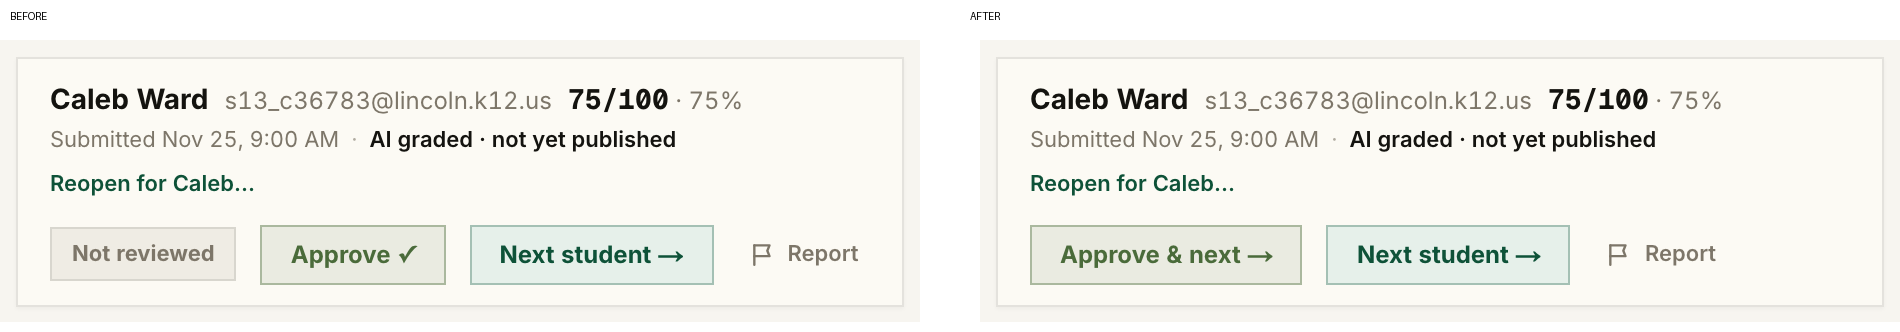 BEFORE
Caleb Ward s13_c36783@lincoln.k12.us 75/100 · 75%
Submitted Nov 25, 9:00 AM · AI graded · not yet published
Reopen for Caleb...
Not reviewed Approve ✓ Next student → Report
AFTER
Caleb Ward s13_c36783@lincoln.k12.us 75/100 · 75%
Submitted Nov 25, 9:00 AM · AI graded · not yet published
Reopen for Caleb...
Approve & next → Next student → Report